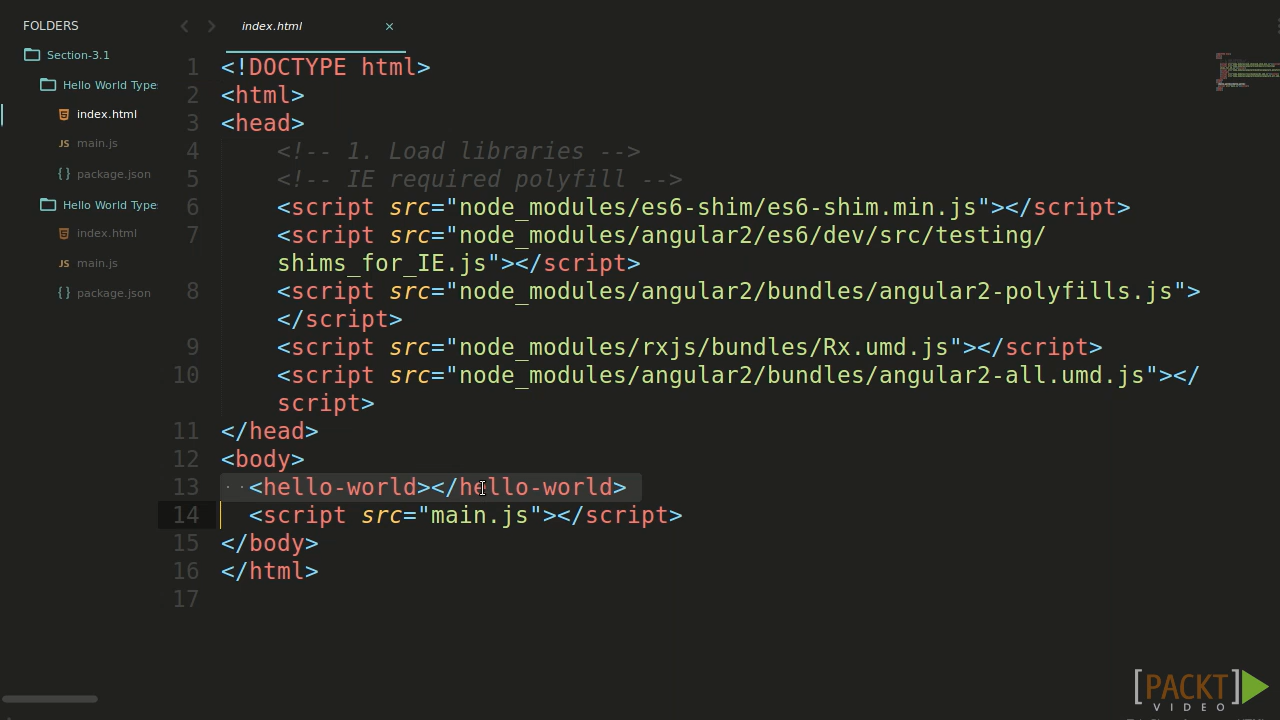 FOLDERS
Section-3.1
Hello World Type
index.html
main.js
package.json
Hello World Type
index.html
main.js
package.json
index.html ×
1 <!DOCTYPE html>
2 <html>
3 <head>
4 <!-- 1. Load libraries -->
5 <!-- IE required polyfill -->
6 <script src="node_modules/es6-shim/es6-shim.min.js"></script>
7 <script src="node_modules/angular2/es6/dev/src/testing/
shims_for_IE.js"></script>
8 <script src="node_modules/angular2/bundles/angular2-polyfills.js">
</script>
9 <script src="node_modules/rxjs/bundles/Rx.umd.js"></script>
10 <script src="node_modules/angular2/bundles/angular2-all.umd.js"></
script>
11 </head>
12 <body>
13 <hello-world></hello-world>
14 <script src="main.js"></script>
15 </body>
16 </html>
17
[PACKT]
VIDEO